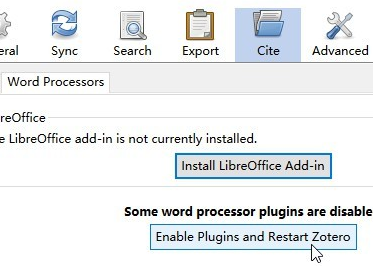 eral Sync Search Export Cite Advanced
Word Processors
reOffice
e LibreOffice add-in is not currently installed.
Install LibreOffice Add-in
Some word processor plugins are disable
Enable Plugins and Restart Zotero